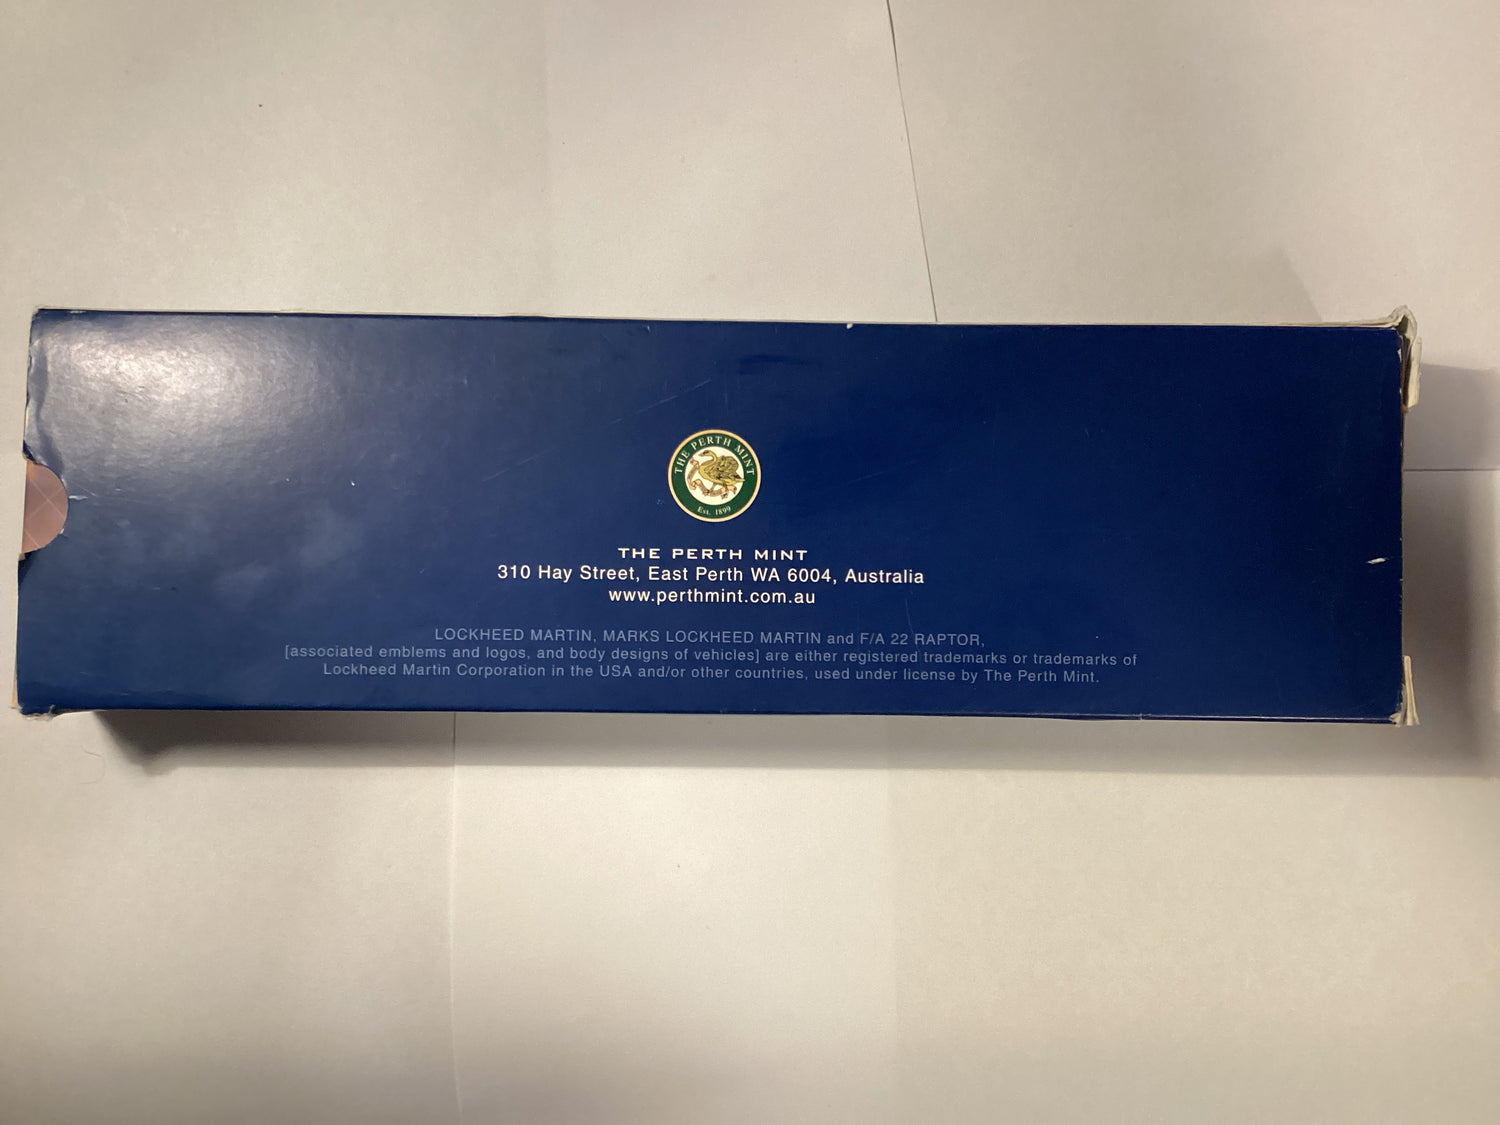 THE PERTH MINT
Est. 1899
THE PERTH MINT
310 Hay Street, East Perth WA 6004, Australia
www.perthmint.com.au
LOCKHEED MARTIN, MARKS LOCKHEED MARTIN and F/A 22 RAPTOR,
[associated emblems and logos, and body designs of vehicles] are either registered trademarks or trademarks of
Lockheed Martin Corporation in the USA and/or other countries, used under license by The Perth Mint.